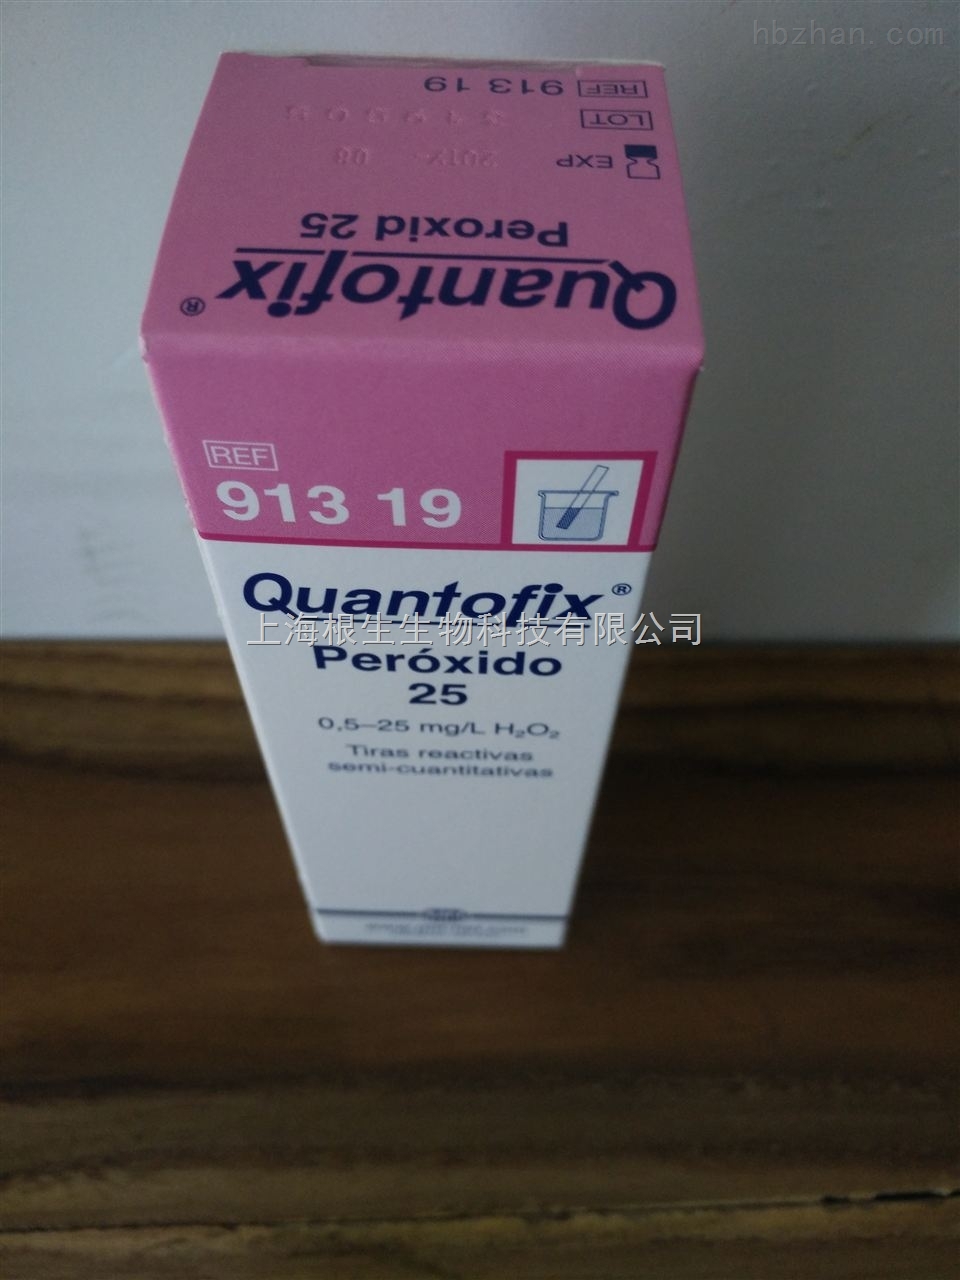 hbzhan.com
REF 913 19
LOT
EXP
Peroxid 25
Quantofix®
REF
913 19
Quantofix®
上海根生生物科技有限公司
Peróxido
25
0,5–25 mg/L H₂O₂
Tiras reactivas
semi-cuantitativas